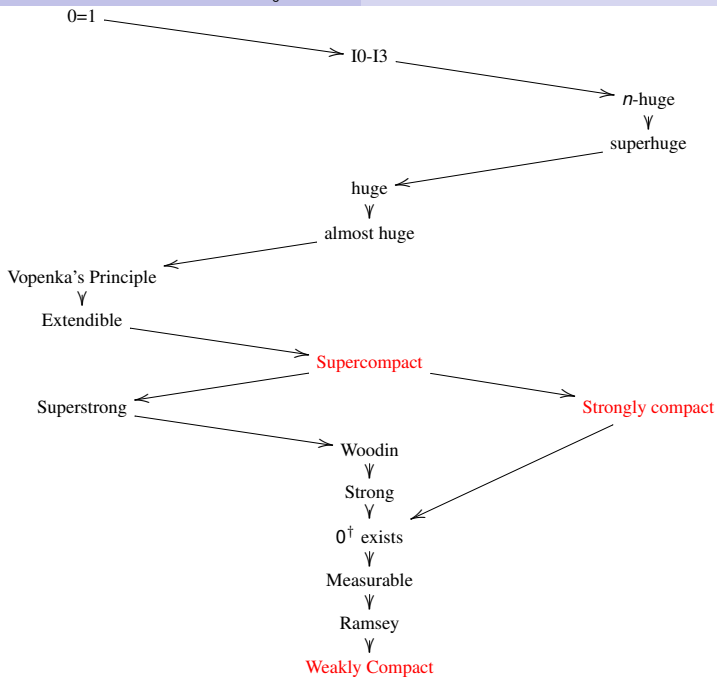 0=1
I0-I3
n-huge
superhuge
huge
almost huge
Vopenka's Principle
Extendible
Supercompact
Superstrong
Strongly compact
Woodin
Strong
0† exists
Measurable
Ramsey
Weakly Compact